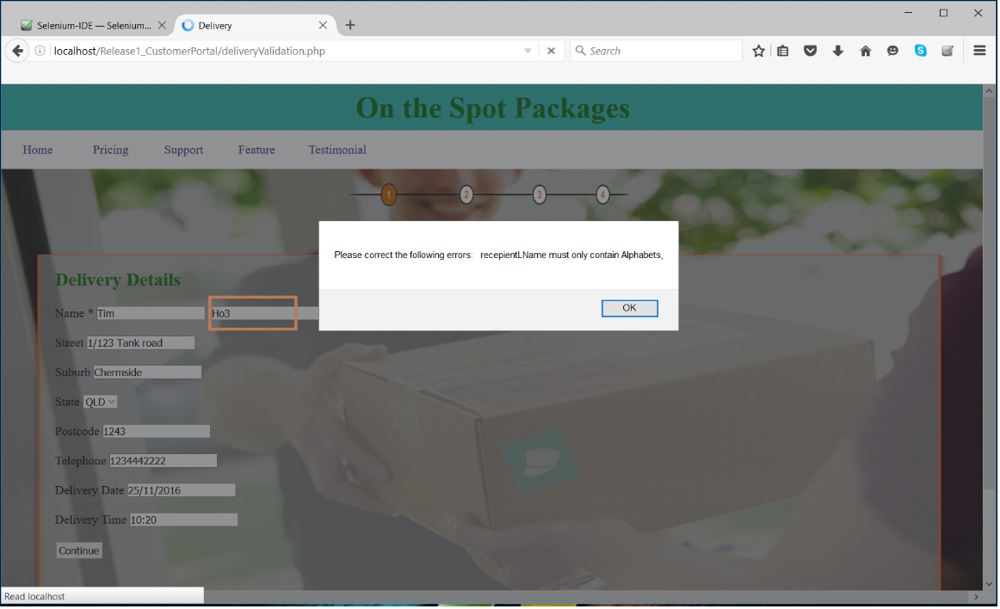 Selenium-IDE — Selenium...
Delivery
localhost/Release1_CustomerPortal/deliveryValidation.php
Search
On the Spot Packages
Home Pricing Support Feature Testimonial
1 2 3 4
Please correct the following errors: recepientLName must only contain Alphabets,
OK
Delivery Details
Name * Tim Ho3
Street 1/123 Tank road
Suburb Chermside
State QLD
Postcode 1243
Telephone 1234442222
Delivery Date 25/11/2016
Delivery Time 10:20
Continue
Read localhost